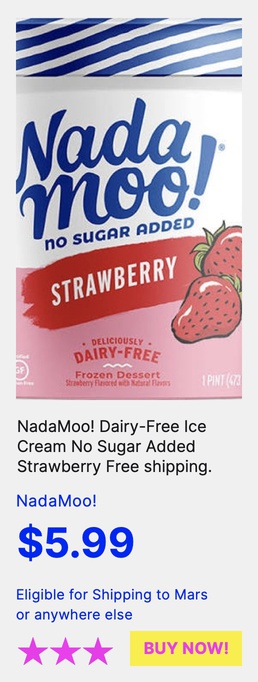 Nada
moo!®
NO SUGAR ADDED
STRAWBERRY
• DELICIOUSLY •
DAIRY-FREE
Frozen Dessert
Strawberry Flavored with Natural Flavors
GF
1 PINT (473
NadaMoo! Dairy-Free Ice
Cream No Sugar Added
Strawberry Free shipping.
NadaMoo!
$5.99
Eligible for Shipping to Mars
or anywhere else
BUY NOW!